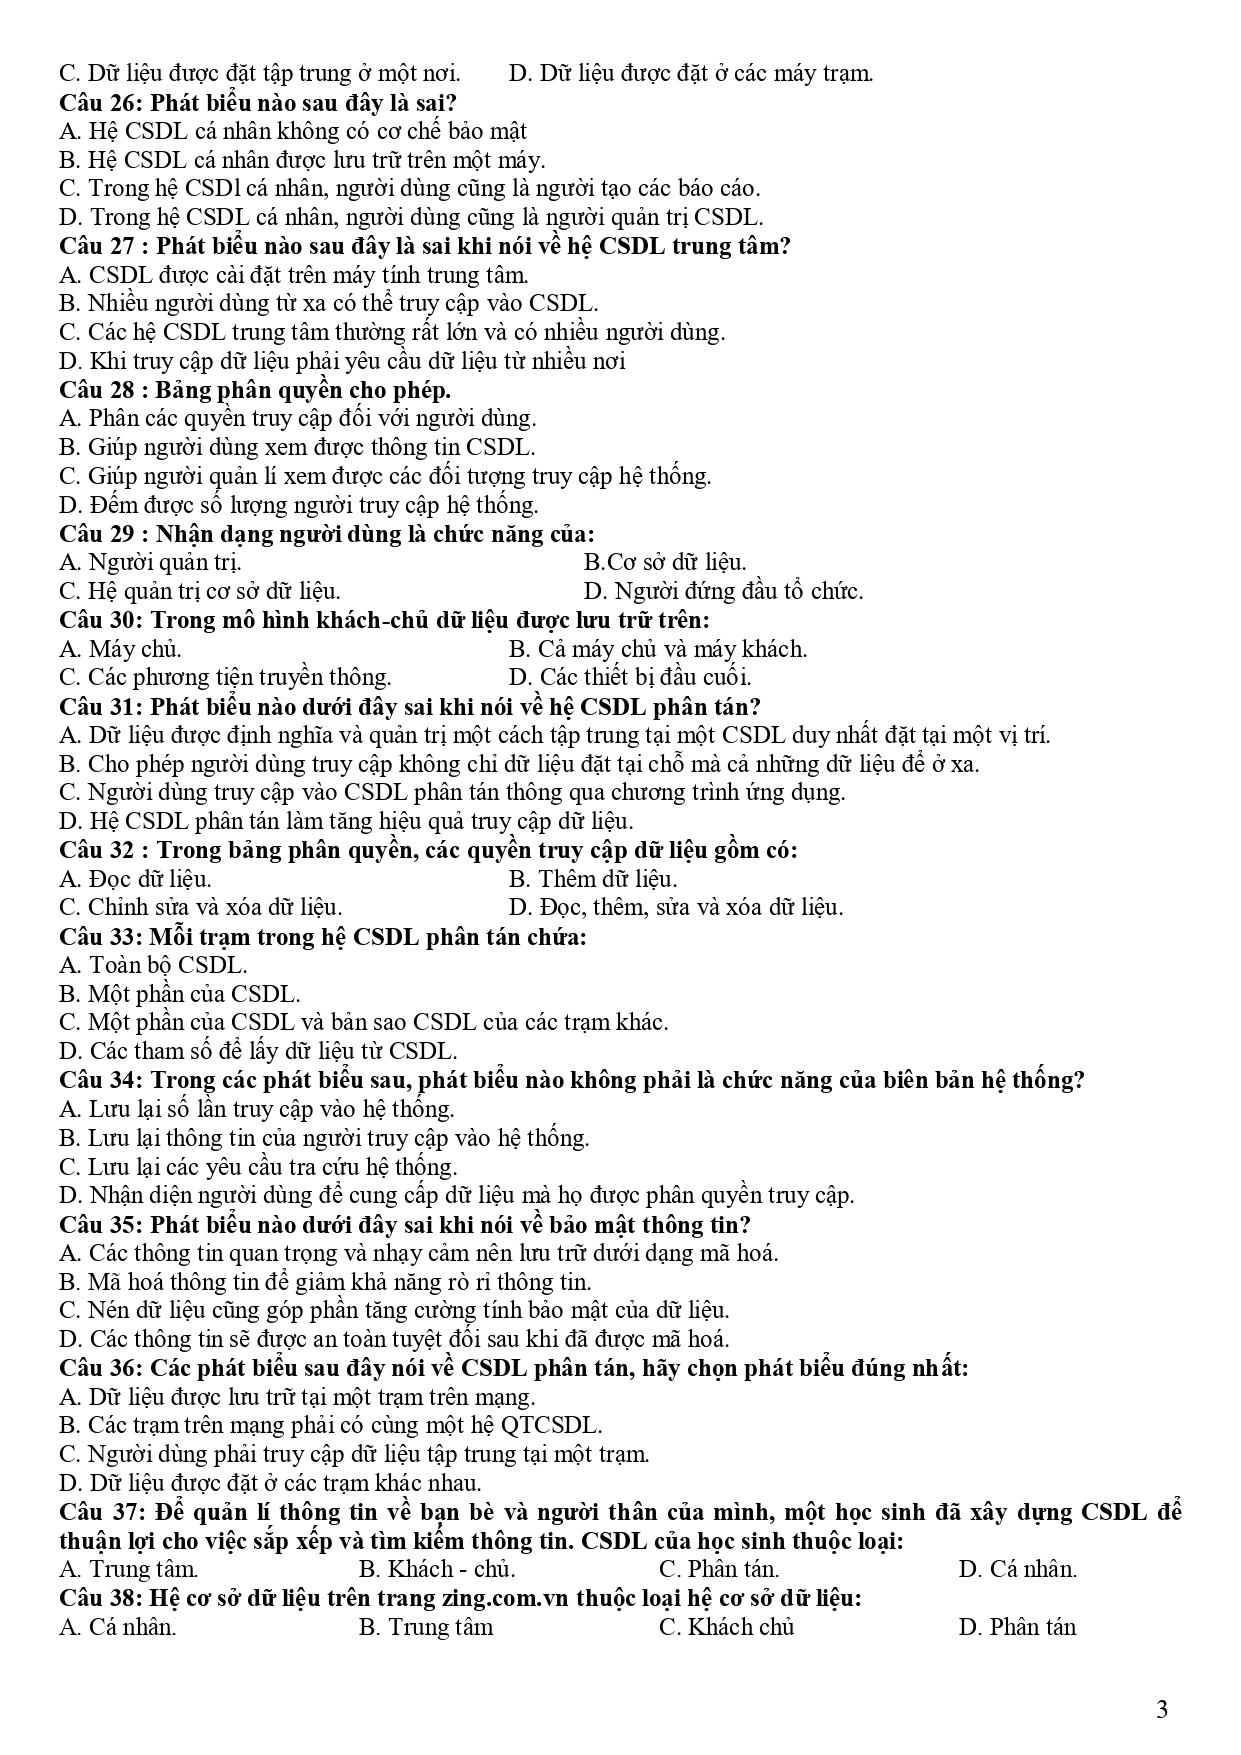 C. Dữ liệu được đặt tập trung ở một nơi. D. Dữ liệu được đặt ở các máy trạm.
Câu 26: Phát biểu nào sau đây là sai?
A. Hệ CSDL cá nhân không có cơ chế bảo mật
B. Hệ CSDL cá nhân được lưu trữ trên một máy.
C. Trong hệ CSDl cá nhân, người dùng cũng là người tạo các báo cáo.
D. Trong hệ CSDL cá nhân, người dùng cũng là người quản trị CSDL.
Câu 27 : Phát biểu nào sau đây là sai khi nói về hệ CSDL trung tâm?
A. CSDL được cài đặt trên máy tính trung tâm.
B. Nhiều người dùng từ xa có thể truy cập vào CSDL.
C. Các hệ CSDL trung tâm thường rất lớn và có nhiều người dùng.
D. Khi truy cập dữ liệu phải yêu cầu dữ liệu từ nhiều nơi
Câu 28 : Bảng phân quyền cho phép.
A. Phân các quyền truy cập đối với người dùng.
B. Giúp người dùng xem được thông tin CSDL.
C. Giúp người quản lí xem được các đối tượng truy cập hệ thống.
D. Đếm được số lượng người truy cập hệ thống.
Câu 29 : Nhận dạng người dùng là chức năng của:
A. Người quản trị. B.Cơ sở dữ liệu.
C. Hệ quản trị cơ sở dữ liệu. D. Người đứng đầu tổ chức.
Câu 30: Trong mô hình khách-chủ dữ liệu được lưu trữ trên:
A. Máy chủ. B. Cả máy chủ và máy khách.
C. Các phương tiện truyền thông. D. Các thiết bị đầu cuối.
Câu 31: Phát biểu nào dưới đây sai khi nói về hệ CSDL phân tán?
A. Dữ liệu được định nghĩa và quản trị một cách tập trung tại một CSDL duy nhất đặt tại một vị trí.
B. Cho phép người dùng truy cập không chỉ dữ liệu đặt tại chỗ mà cả những dữ liệu để ở xa.
C. Người dùng truy cập vào CSDL phân tán thông qua chương trình ứng dụng.
D. Hệ CSDL phân tán làm tăng hiệu quả truy cập dữ liệu.
Câu 32 : Trong bảng phân quyền, các quyền truy cập dữ liệu gồm có:
A. Đọc dữ liệu. B. Thêm dữ liệu.
C. Chỉnh sửa và xóa dữ liệu. D. Đọc, thêm, sửa và xóa dữ liệu.
Câu 33: Mỗi trạm trong hệ CSDL phân tán chứa:
A. Toàn bộ CSDL.
B. Một phần của CSDL.
C. Một phần của CSDL và bản sao CSDL của các trạm khác.
D. Các tham số để lấy dữ liệu từ CSDL.
Câu 34: Trong các phát biểu sau, phát biểu nào không phải là chức năng của biên bản hệ thống?
A. Lưu lại số lần truy cập vào hệ thống.
B. Lưu lại thông tin của người truy cập vào hệ thống.
C. Lưu lại các yêu cầu tra cứu hệ thống.
D. Nhận diện người dùng để cung cấp dữ liệu mà họ được phân quyền truy cập.
Câu 35: Phát biểu nào dưới đây sai khi nói về bảo mật thông tin?
A. Các thông tin quan trọng và nhạy cảm nên lưu trữ dưới dạng mã hoá.
B. Mã hoá thông tin để giảm khả năng rò rỉ thông tin.
C. Nén dữ liệu cũng góp phần tăng cường tính bảo mật của dữ liệu.
D. Các thông tin sẽ được an toàn tuyệt đối sau khi đã được mã hoá.
Câu 36: Các phát biểu sau đây nói về CSDL phân tán, hãy chọn phát biểu đúng nhất:
A. Dữ liệu được lưu trữ tại một trạm trên mạng.
B. Các trạm trên mạng phải có cùng một hệ QTCSDL.
C. Người dùng phải truy cập dữ liệu tập trung tại một trạm.
D. Dữ liệu được đặt ở các trạm khác nhau.
Câu 37: Để quản lí thông tin về bạn bè và người thân của mình, một học sinh đã xây dựng CSDL để
thuận lợi cho việc sắp xếp và tìm kiếm thông tin. CSDL của học sinh thuộc loại:
A. Trung tâm. B. Khách - chủ. C. Phân tán. D. Cá nhân.
Câu 38: Hệ cơ sở dữ liệu trên trang zing.com.vn thuộc loại hệ cơ sở dữ liệu:
A. Cá nhân. B. Trung tâm C. Khách chủ D. Phân tán
3